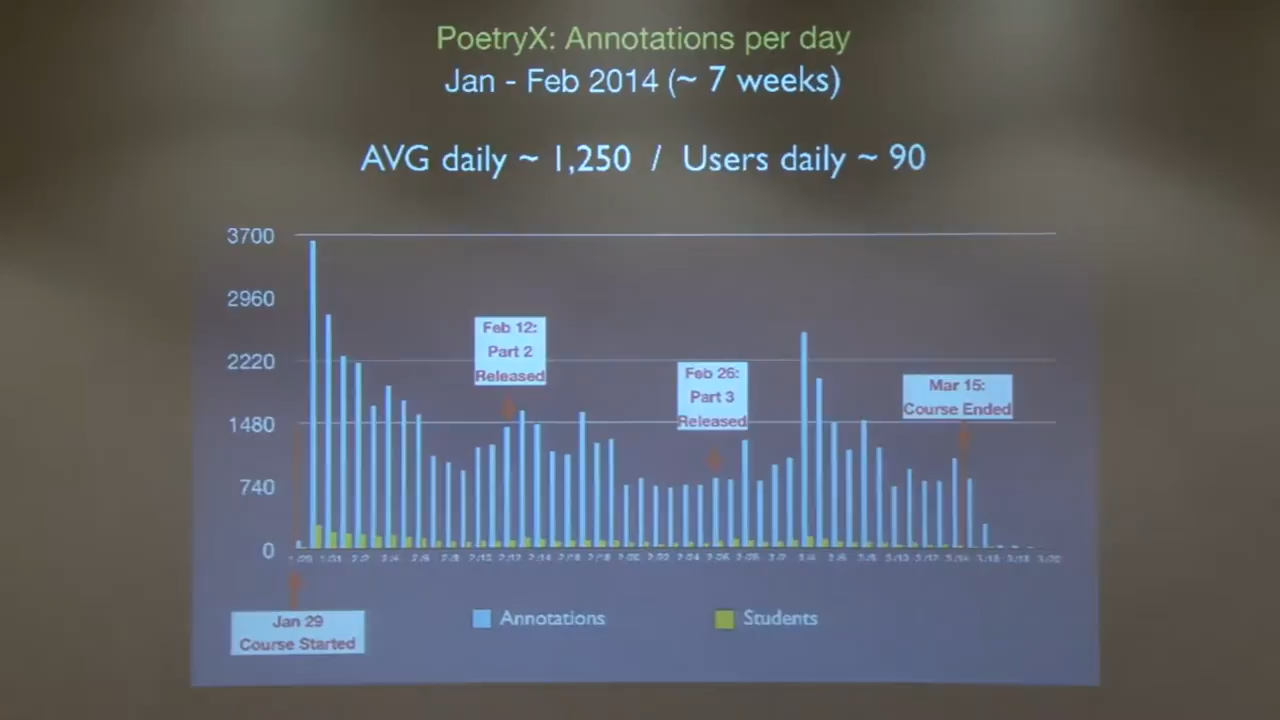 PoetryX: Annotations per day
Jan - Feb 2014 (~ 7 weeks)
AVG daily ~ 1,250 / Users daily ~ 90
3700
2960
2220
1480
740
0
Feb 12:
Part 2
Released
Feb 26:
Part 3
Released
Mar 15:
Course Ended
Jan 29
Course Started
Annotations
Students